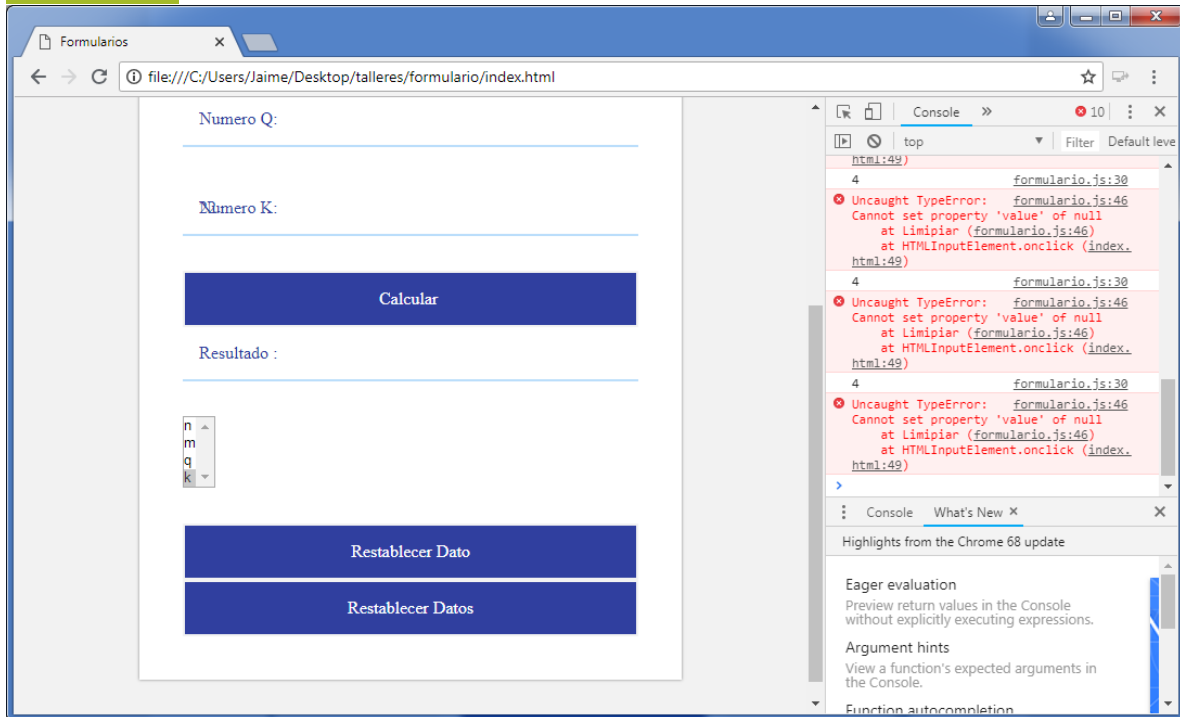 Formularios
file:///C:/Users/Jaime/Desktop/talleres/formulario/index.html
Numero Q:
Numero K:
Calcular
Resultado :
n
m
q
k
Restablecer Dato
Restablecer Datos
Console » 10
top Filter Default leve
html:49)
4 formulario.js:30
Uncaught TypeError: formulario.js:46
Cannot set property 'value' of null
at Limipiar (formulario.js:46)
at HTMLInputElement.onclick (index.
html:49)
4 formulario.js:30
Uncaught TypeError: formulario.js:46
Cannot set property 'value' of null
at Limipiar (formulario.js:46)
at HTMLInputElement.onclick (index.
html:49)
4 formulario.js:30
Uncaught TypeError: formulario.js:46
Cannot set property 'value' of null
at Limipiar (formulario.js:46)
at HTMLInputElement.onclick (index.
html:49)
Console What's New
Highlights from the Chrome 68 update
Eager evaluation
Preview return values in the Console
without explicitly executing expressions.
Argument hints
View a function's expected arguments in
the Console.
Function autocompletion